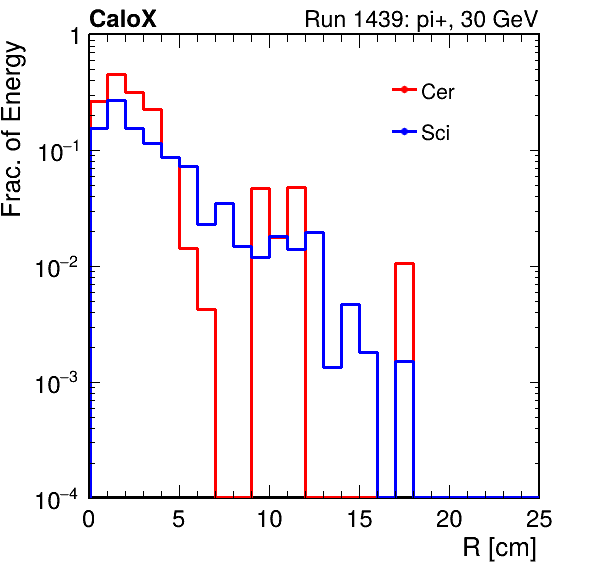 CaloX Run 1439: pi+, 30 GeV
Frac. of Energy
1
10⁻¹
10⁻²
10⁻³
10⁻⁴
Cer
Sci
0 5 10 15 20 25
R [cm]